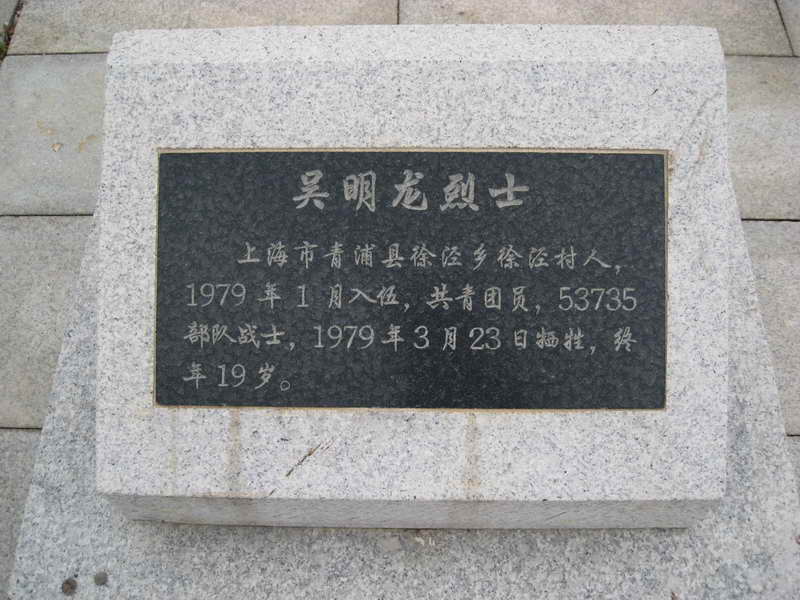 吴明龙烈士
上海市青浦县徐泾乡徐泾村人，
1979年1月入伍，共青团员，53735
部队战士，1979年3月23日牺牲，终
年19岁。